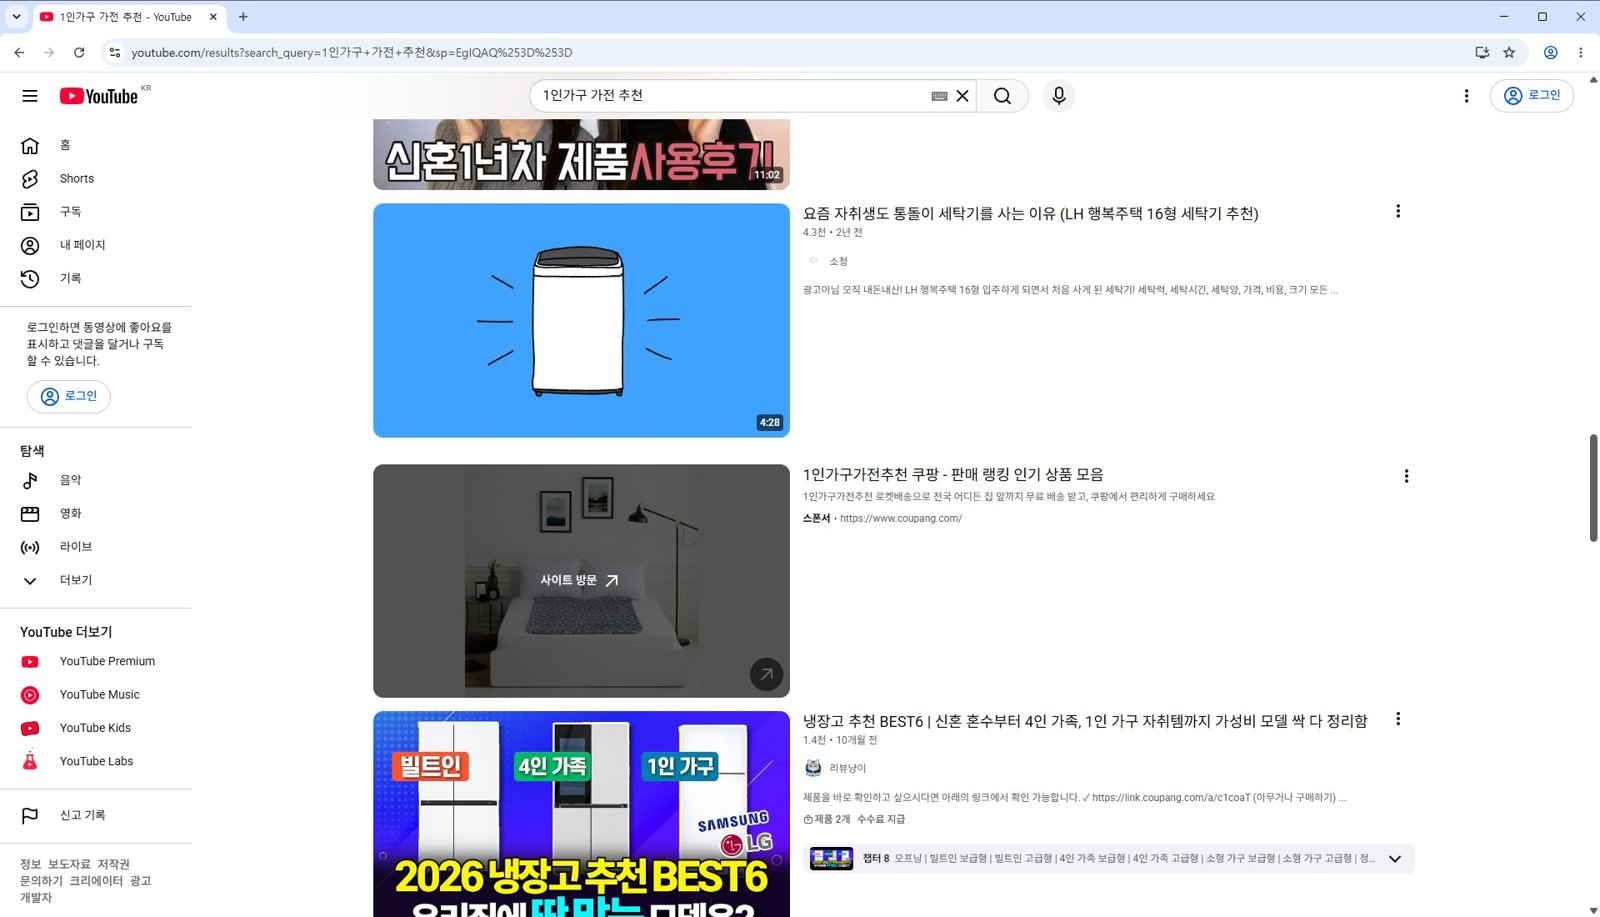 1인가구 가전 추천 - YouTube
youtube.com/results?search_query=1인가구+가전+추천&sp=EgIQAQ%253D%253D
YouTube KR
1인가구 가전 추천
로그인
홈
Shorts
구독
내 페이지
기록
로그인하면 동영상에 좋아요를
표시하고 댓글을 달거나 구독
할 수 있습니다.
로그인
탐색
음악
영화
라이브
더보기
YouTube 더보기
YouTube Premium
YouTube Music
YouTube Kids
YouTube Labs
신고 기록
정보 보도자료 저작권
문의하기 크리에이터 광고
개발자
신혼1년차 제품사용후기
11:02
4:28
요즘 자취생도 통돌이 세탁기를 사는 이유 (LH 행복주택 16형 세탁기 추천)
4.3천 • 2년 전
소청
광고아님 오직 내돈내산! LH 행복주택 16형 입주하게 되면서 처음 사게 된 세탁기! 세탁력, 세탁시간, 세탁양, 가격, 비용, 크기 모든 ...
사이트 방문
1인가구가전추천 쿠팡 - 판매 랭킹 인기 상품 모음
1인가구가전추천 로켓배송으로 전국 어디든 집 앞까지 무료 배송 받고, 쿠팡에서 편리하게 구매하세요
스폰서 · https://www.coupang.com/
빌트인
4인 가족
1인 가구
SAMSUNG
LG
2026 냉장고 추천 BEST6
우리집에 딱 맞는 모델은?
냉장고 추천 BEST6 | 신혼 혼수부터 4인 가족, 1인 가구 자취템까지 가성비 모델 싹 다 정리함
1.4천 • 10개월 전
리뷰냥이
제품을 바로 확인하고 싶으시다면 아래의 링크에서 확인 가능합니다. ✓ https://link.coupang.com/a/c1coaT (아무거나 구매하기) ...
제품 2개 수수료 지급
챕터 8 오프닝 | 빌트인 보급형 | 빌트인 고급형 | 4인 가족 보급형 | 4인 가족 고급형 | 소형 가구 보급형 | 소형 가구 고급형 | 정...